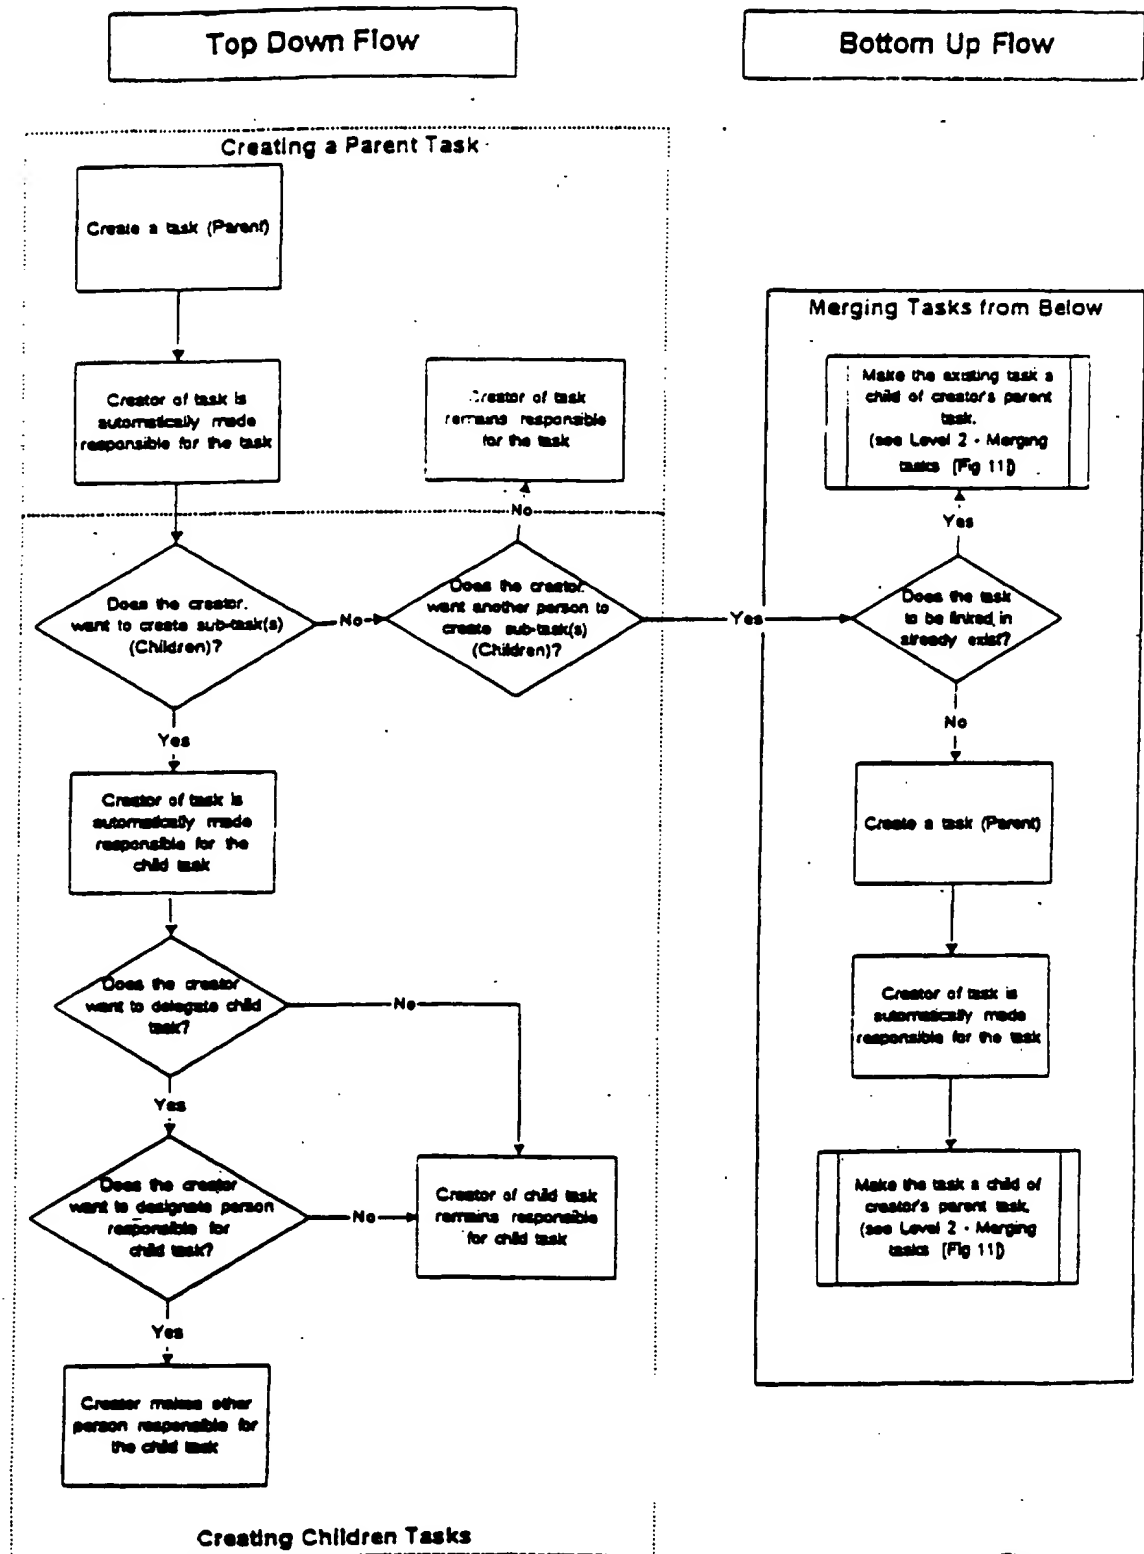 Top Down Flow
Bottom Up Flow
Creating a Parent Task
Create a task (Parent)
Creator of task is
automatically made
responsible for the task
Creator of task
remains responsible
for the task
No
Does the creator
want to create sub-task(s)
(Children)?
No
Does the creator
want another person to
create sub-task(s)
(Children)?
Yes
Yes
Creator of task is
automatically made
responsible for the
child task
Does the creator
want to delegate child
task?
No
Yes
Does the creator
want to designate person
responsible for
child task?
No
Creator of child task
remains responsible
for child task
Yes
Creator makes other
person responsible for
the child task
Creating Children Tasks
Merging Tasks from Below
Make the existing task a
child of creator's parent
task.
(see Level 2 - Merging
tasks [Fig 11])
Yes
Does the task
to be linked in
already exist?
No
Create a task (Parent)
Creator of task is
automatically made
responsible for the task
Make the task a child of
creator's parent task.
(see Level 2 - Merging
tasks [Fig 11])